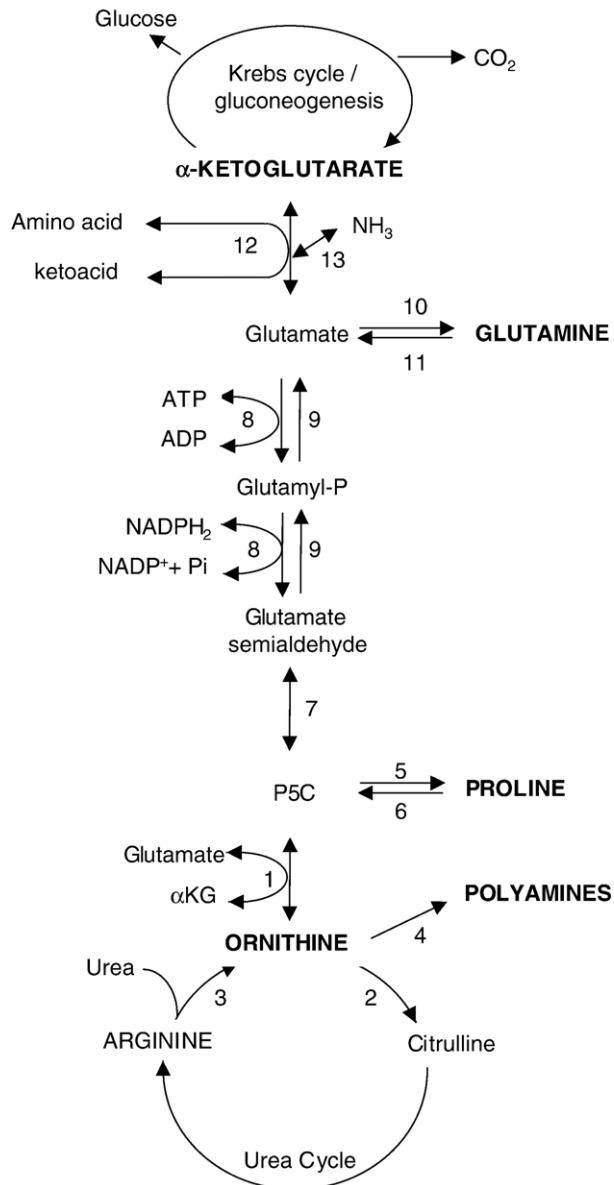 Glucose
CO2
Krebs cycle /
gluconeogenesis
α-KETOGLUTARATE
Amino acid
NH3
12
13
ketoacid
10
Glutamate
GLUTAMINE
11
ATP
8
9
ADP
Glutamyl-P
NADPH2
8
9
NADP++ Pi
Glutamate
semialdehyde
7
5
P5C
PROLINE
6
Glutamate
1
αKG
POLYAMINES
ORNITHINE
4
Urea
3
2
ARGININE
Citrulline
Urea Cycle